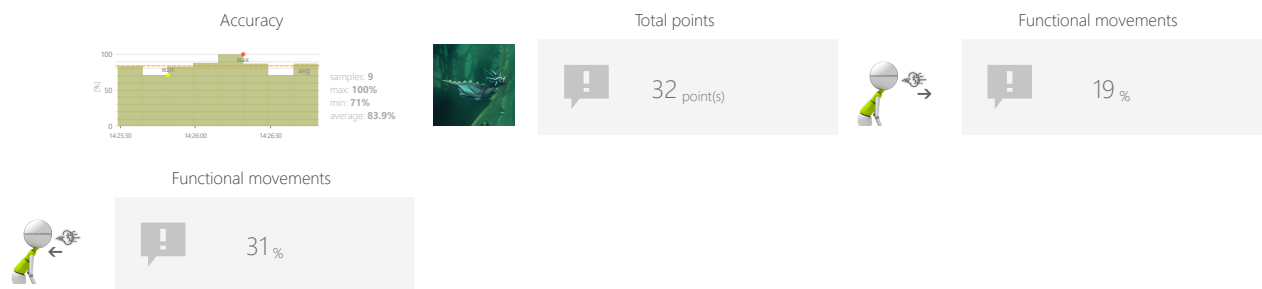 Accuracy
100
50
0
[%]
min
max
avg
14:25:30
14:26:00
14:26:30
samples: 9
max: 100%
min: 71%
average: 83.9%
Total points
32 point(s)
Functional movements
19 %
Functional movements
31 %